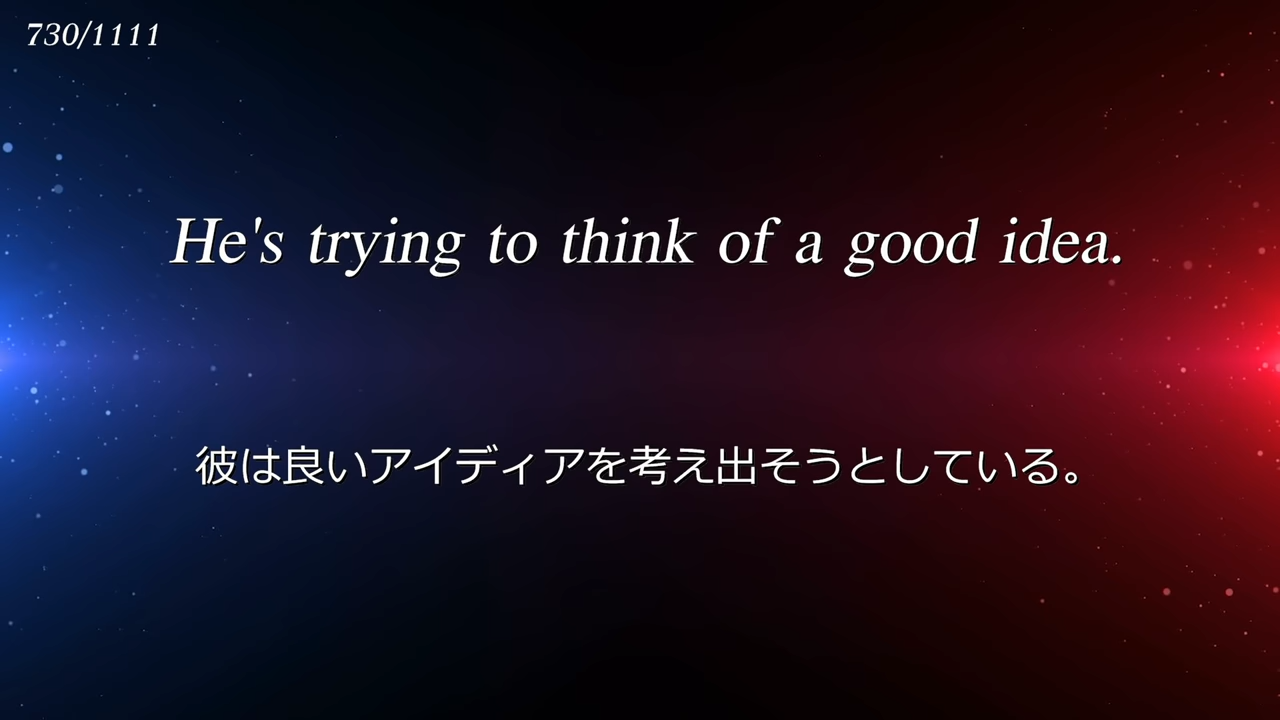 730/1111
He's trying to think of a good idea.
彼は良いアイディアを考え出そうとしている。